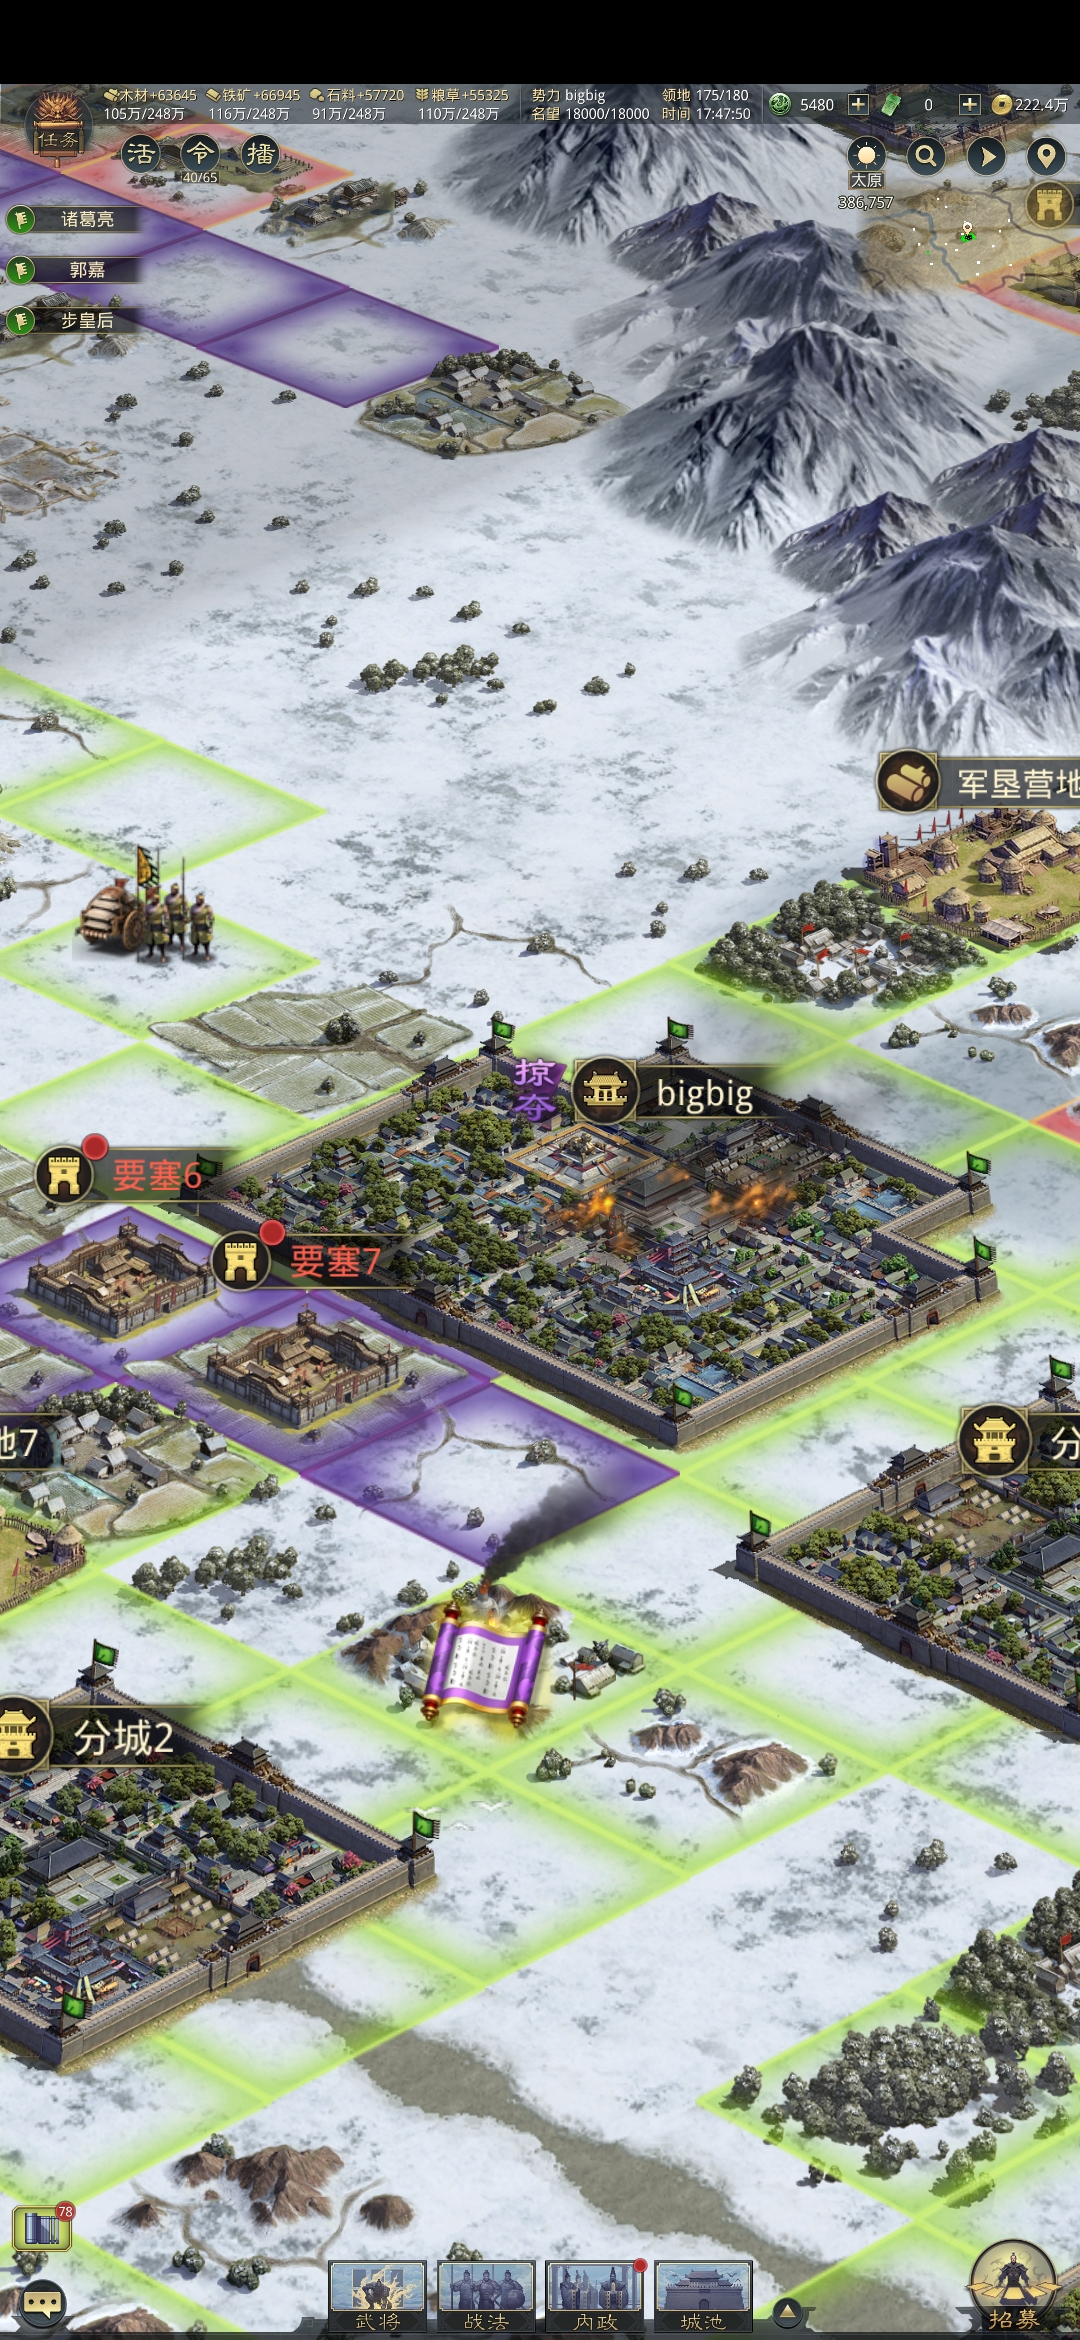 木材+63645 铁矿+66945 石料+57720 粮草+55325 势力 bigbig 领地 175/180 5480 0 222.4万
105万/248万 116万/248万 91万/248万 110万/248万 名望 18000/18000 时间 17:47:50
任务
活 令 播
40/65
太原
386,757
诸葛亮
郭嘉
步皇后
军垦营地
掠夺
bigbig
要塞6
要塞7
地7
分
分城2
78
武将 战法 内政 城池
招募